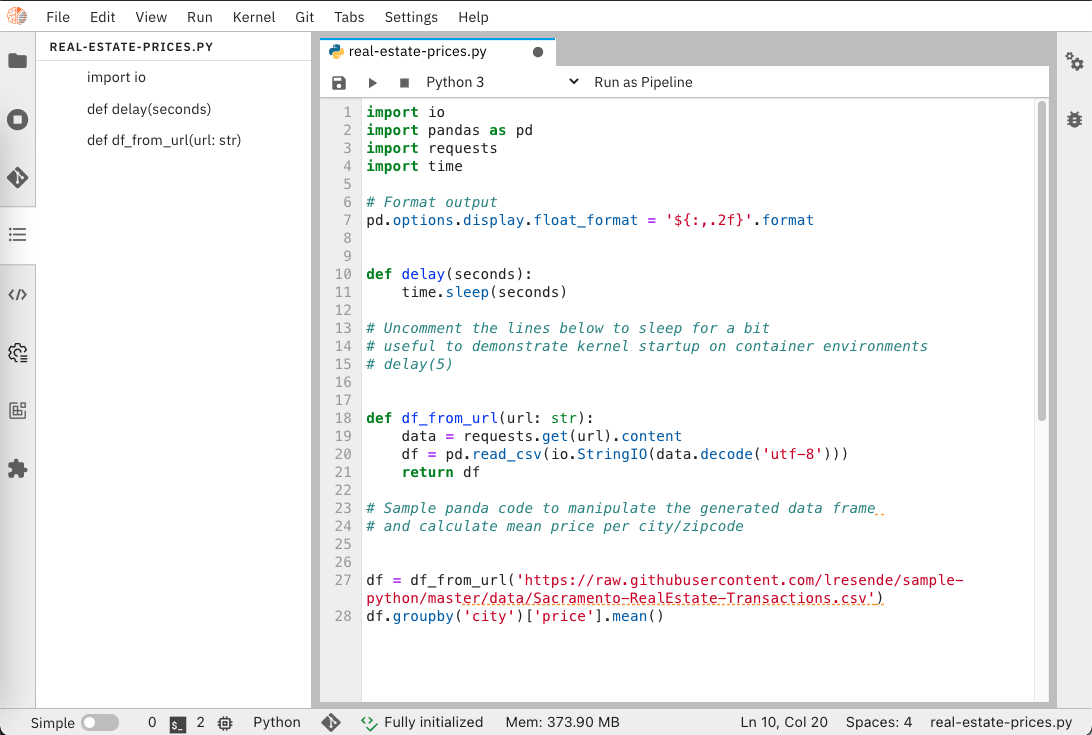 File Edit View Run Kernel Git Tabs Settings Help
REAL-ESTATE-PRICES.PY
import io
def delay(seconds)
def df_from_url(url: str)
real-estate-prices.py
Python 3 Run as Pipeline
1 import io
2 import pandas as pd
3 import requests
4 import time
5
6 # Format output
7 pd.options.display.float_format = '${:,.2f}'.format
8
9
10 def delay(seconds):
11     time.sleep(seconds)
12
13 # Uncomment the lines below to sleep for a bit
14 # useful to demonstrate kernel startup on container environments
15 # delay(5)
16
17
18 def df_from_url(url: str):
19     data = requests.get(url).content
20     df = pd.read_csv(io.StringIO(data.decode('utf-8')))
21     return df
22
23 # Sample panda code to manipulate the generated data frame
24 # and calculate mean price per city/zipcode
25
26
27 df = df_from_url('https://raw.githubusercontent.com/lresende/sample-
python/master/data/Sacramento-RealEstate-Transactions.csv')
28 df.groupby('city')['price'].mean()
Simple 0 $_ 2 Python Fully initialized Mem: 373.90 MB Ln 10, Col 20 Spaces: 4 real-estate-prices.py